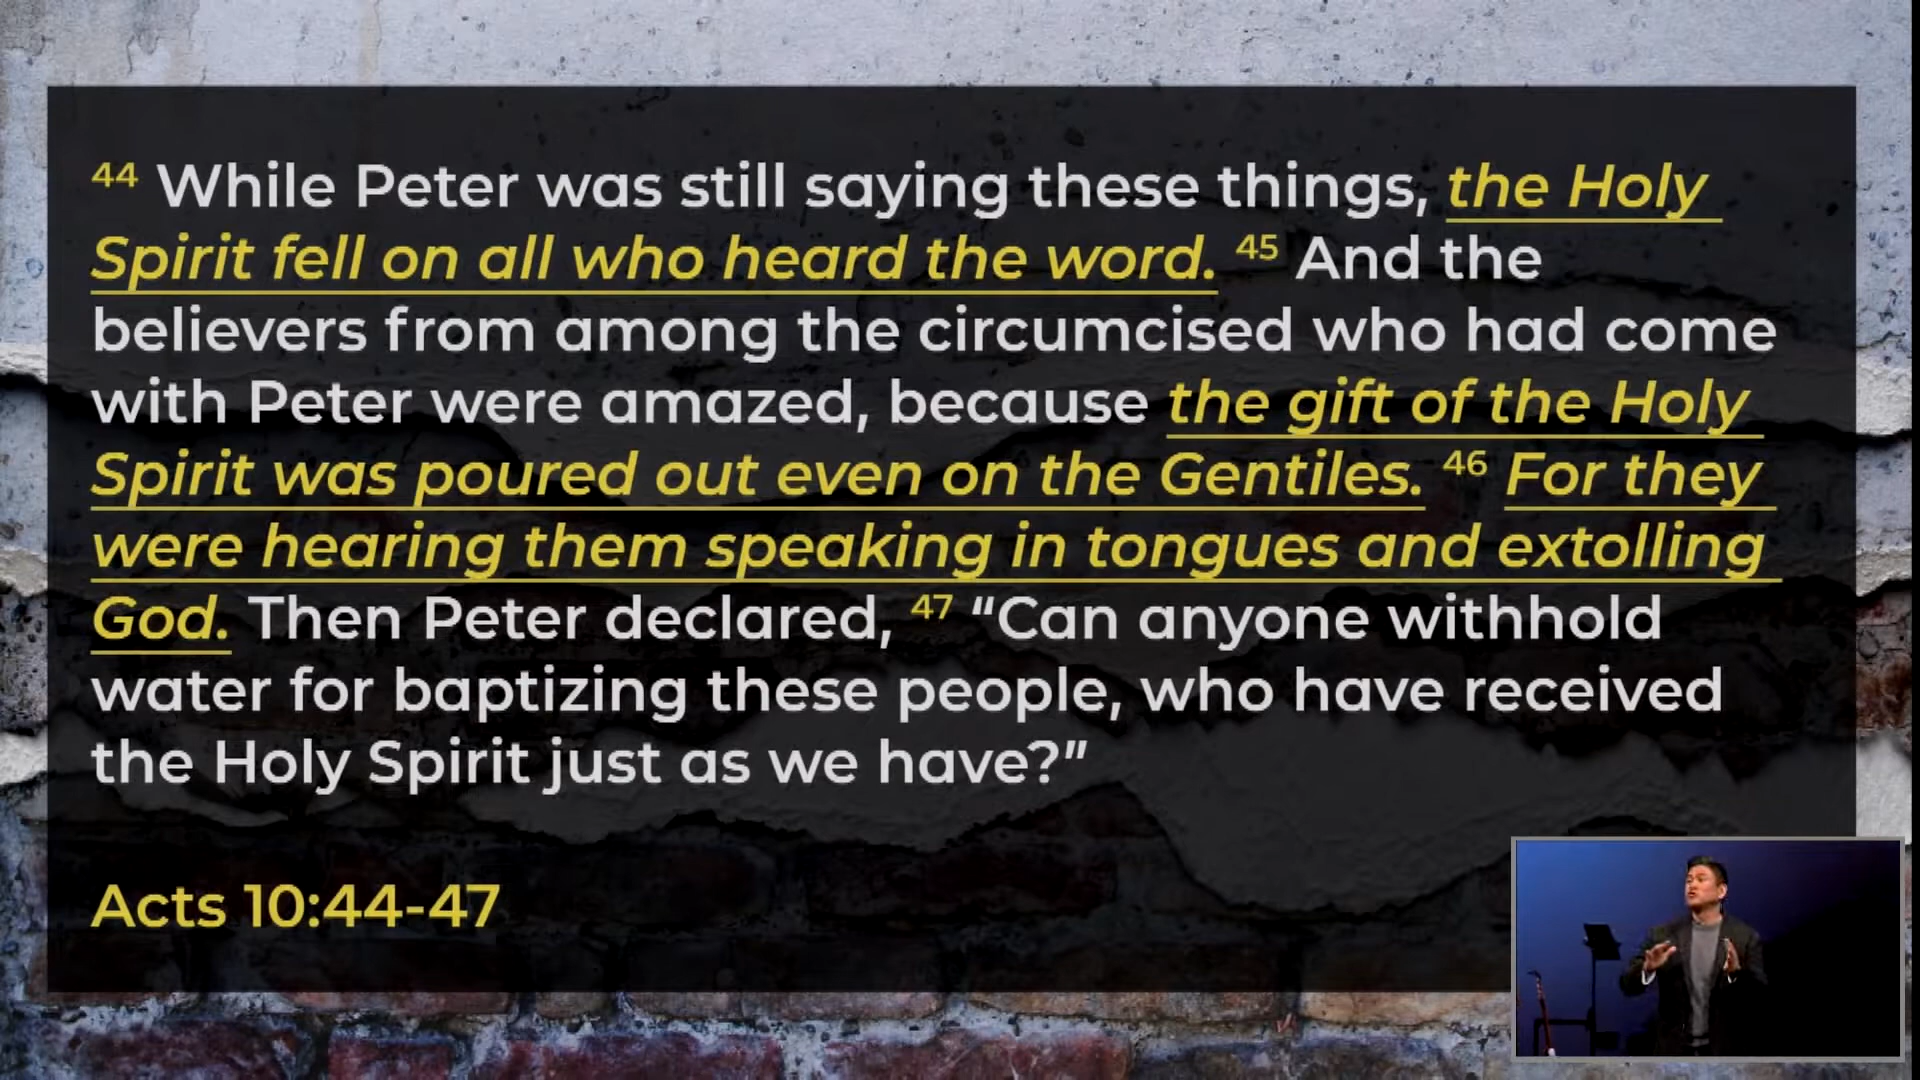 44 While Peter was still saying these things, the Holy
Spirit fell on all who heard the word. 45 And the
believers from among the circumcised who had come
with Peter were amazed, because the gift of the Holy
Spirit was poured out even on the Gentiles. 46 For they
were hearing them speaking in tongues and extolling
God. Then Peter declared, 47 “Can anyone withhold
water for baptizing these people, who have received
the Holy Spirit just as we have?”
Acts 10:44-47